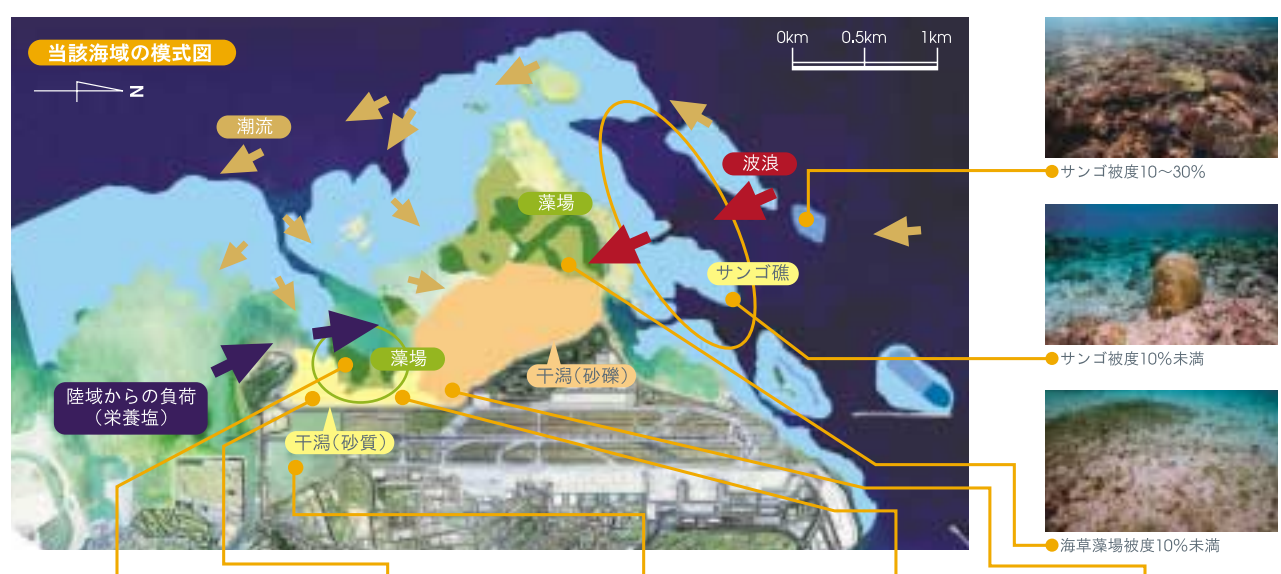 当該海域の模式図
N
0km 0.5km 1km
潮流
波浪
藻場
サンゴ礁
藻場
干潟(砂礫)
陸域からの負荷
(栄養塩)
干潟(砂質)
サンゴ被度10〜30%
サンゴ被度10%未満
海草藻場被度10%未満